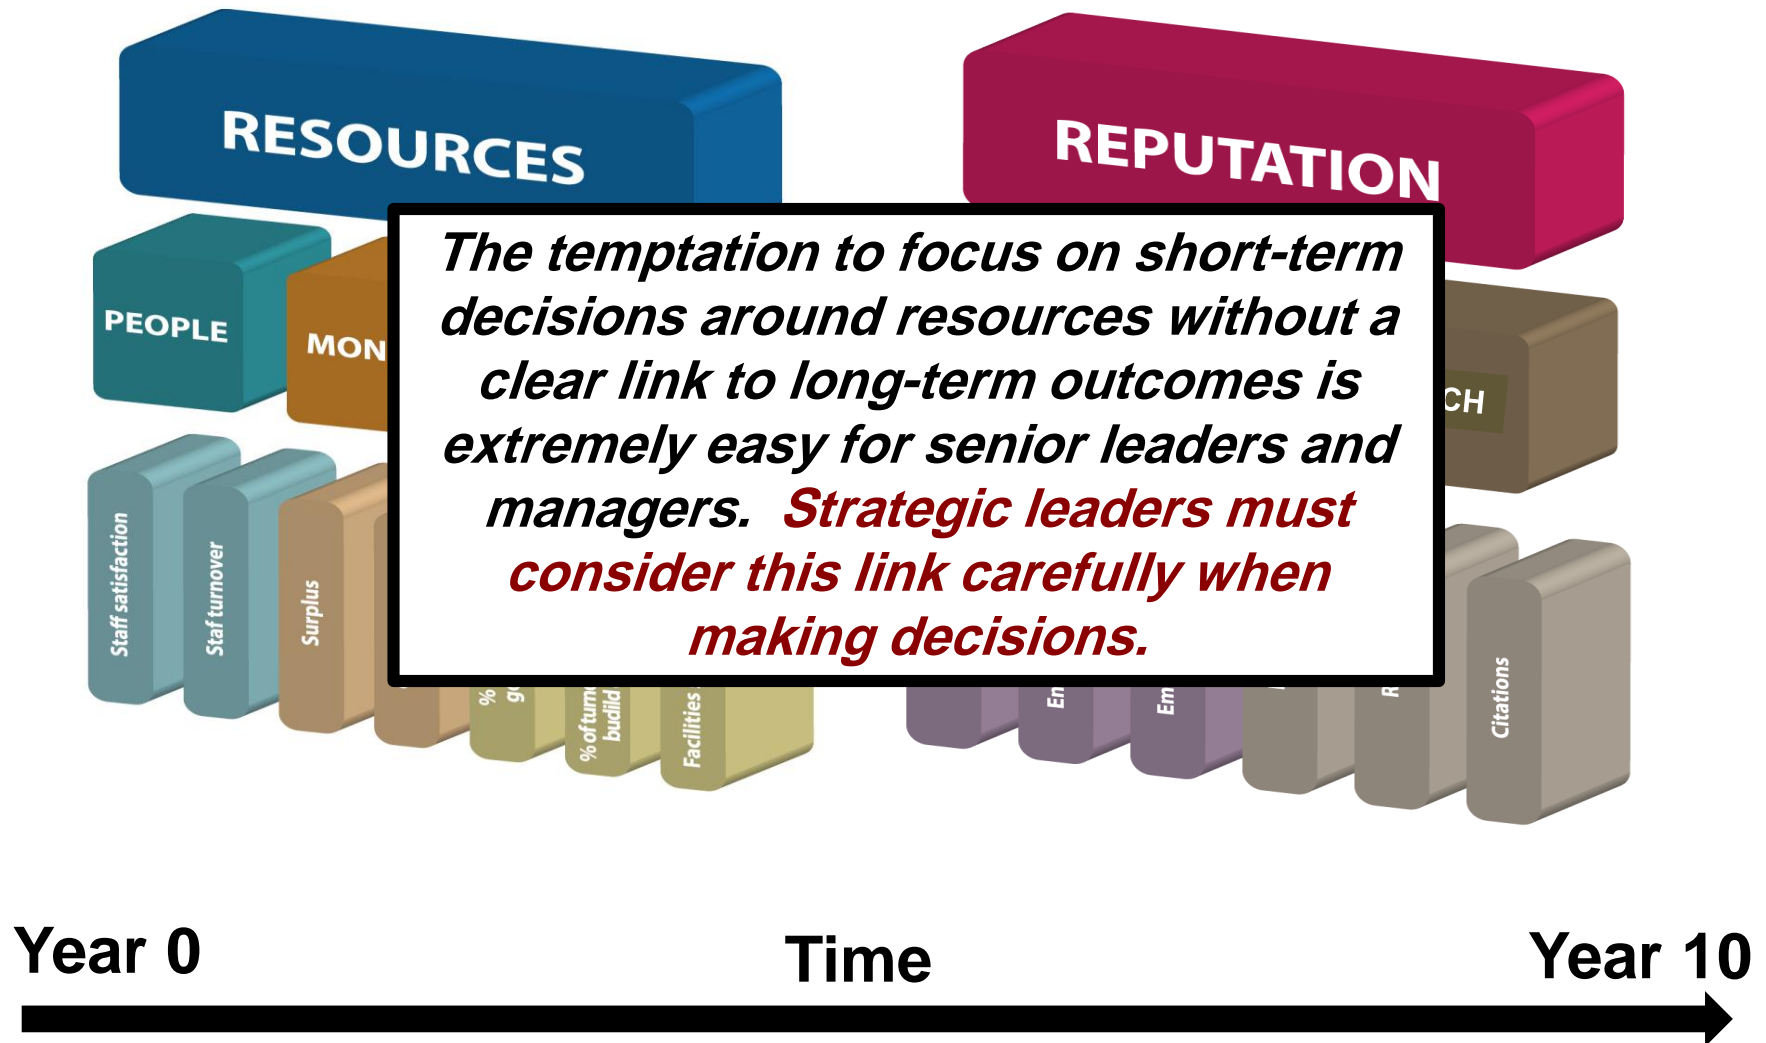 RESOURCES
REPUTATION
PEOPLE
MON
CH
The temptation to focus on short-term
decisions around resources without a
clear link to long-term outcomes is
extremely easy for senior leaders and
managers.  Strategic leaders must
consider this link carefully when
making decisions.
Staff satisfaction
Staf turnover
Surplus
%
% of turn
budild
Facilities
En
Em
R
Citations
Year 0
Time
Year 10